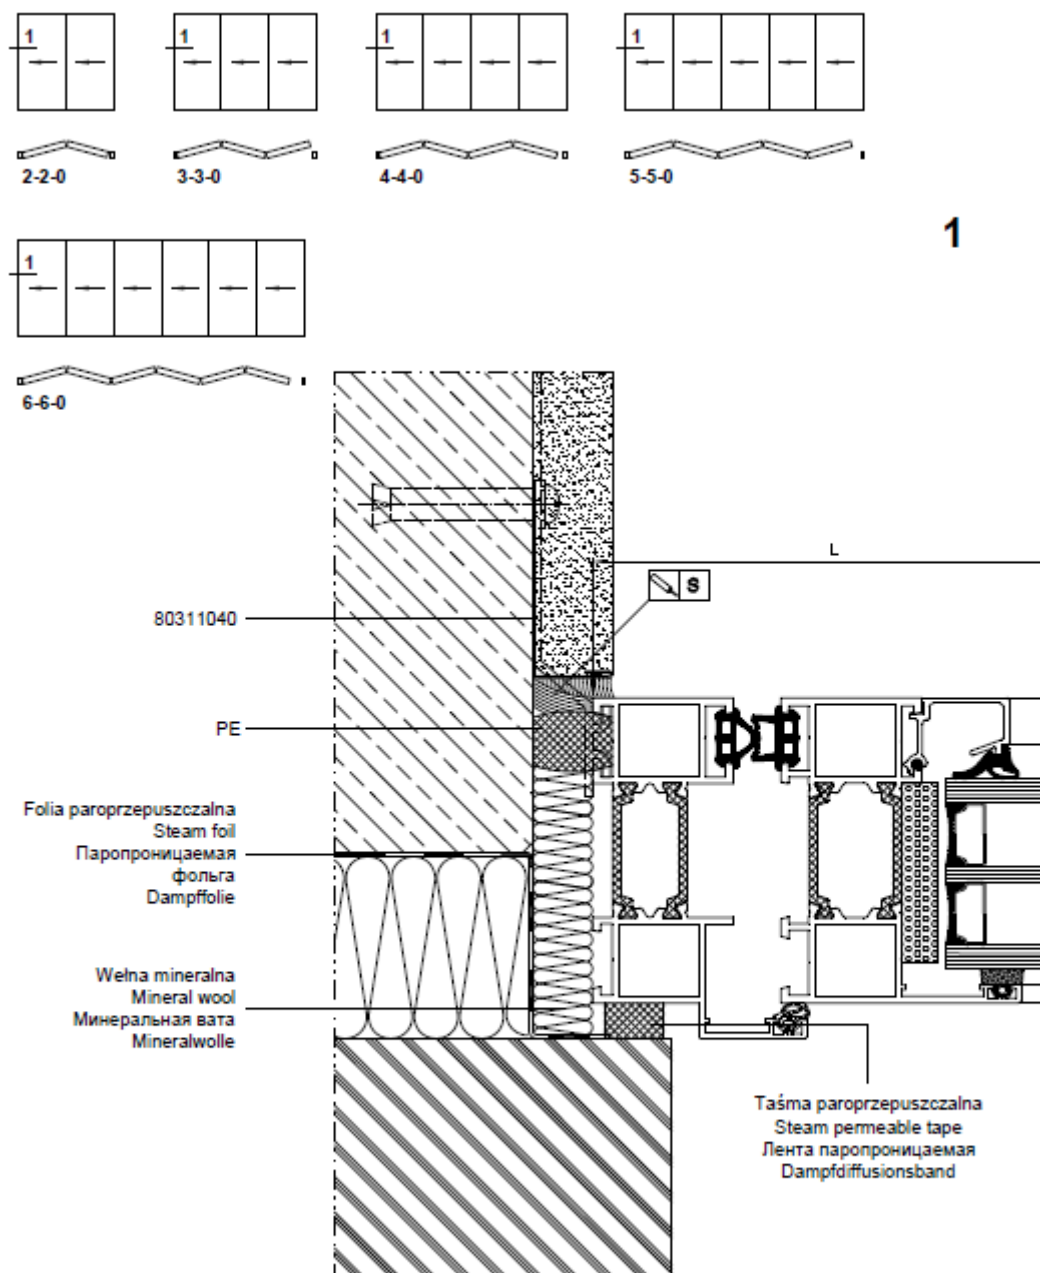 1
1
1
1
2-2-0
3-3-0
4-4-0
5-5-0
1
1
6-6-0
L
S
80311040
PE
Folia paroprzepuszczalna
Steam foil
Паропроницаемая
фольга
Dampffolie
Wełna mineralna
Mineral wool
Минеральная вата
Mineralwolle
Taśma paroprzepuszczalna
Steam permeable tape
Лента паропроницаемая
Dampfdiffusionsband